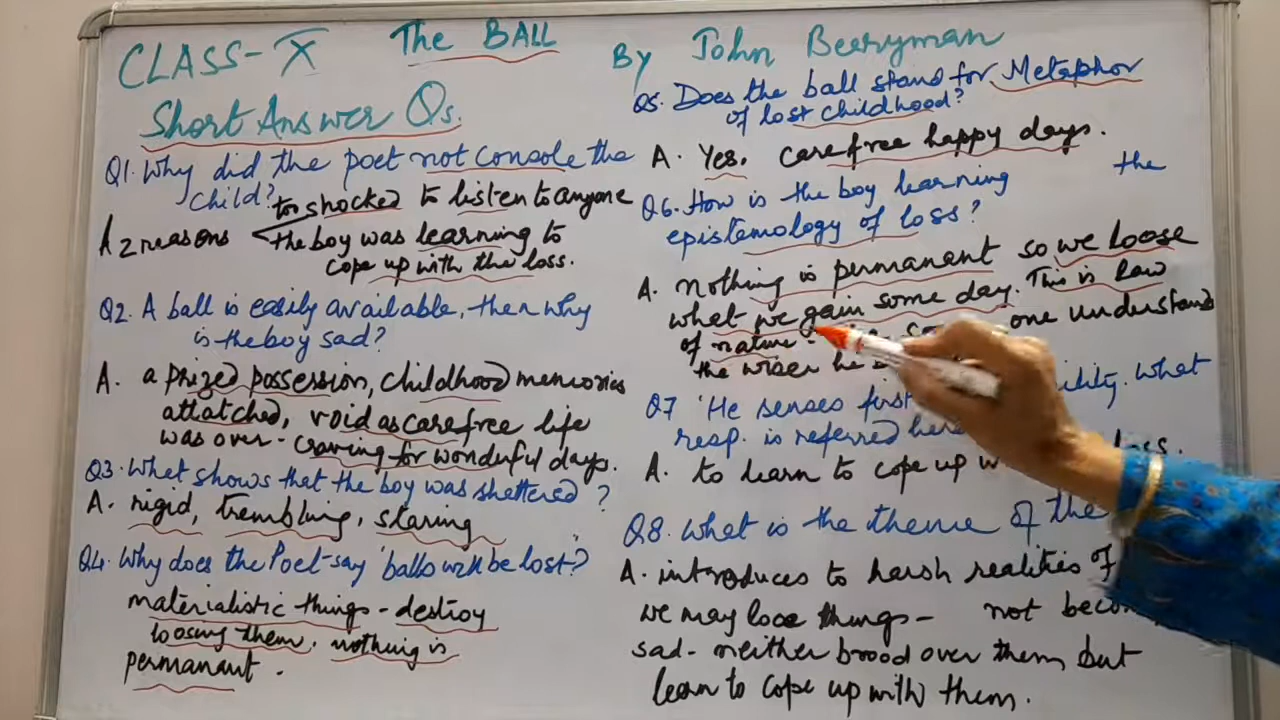 CLASS-X The BALL By John Beeryman
Short Answer Qs.
Q1. Why did the poet not console the
child?
A 2 reasons
too shocked to listen to anyone
the boy was learning to
cope up with the loss.
Q2. A ball is easily available, then why
is the boy sad?
A. a prized possession, childhood memories
attatched, void as carefree life
was over - craving for wonderful days.
Q3. What shows that the boy was shattered?
A. rigid, trembling, staring
Q4. Why does the Poet say 'balls will be lost'?
materialistic things - destroy
loosing them. nothing is
permanant.
Q5. Does the ball stand for Metaphor
of lost childhood?
A. Yes. carefree happy days.
Q6. How is the boy learning the
epistemology of loss?
A. nothing is permanant so we loose
what we gain some day. This is law
of nature - one understands
the wiser he
Q7 'He senses first What
resp. is referred here
A. to learn to cope up loss.
Q8. What is the theme of the
A. introduces to harsh realities of
we may lose things - not
sad - neither brood over them but
learn to cope up with them.